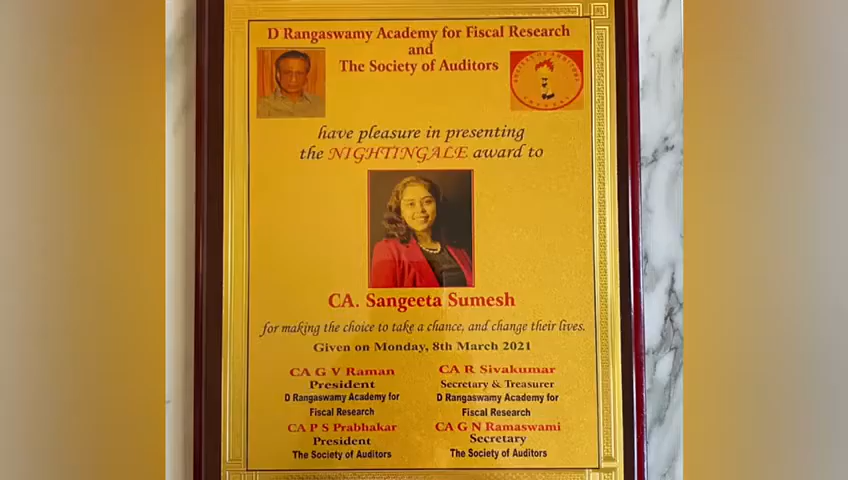 D Rangaswamy Academy for Fiscal Research
and
The Society of Auditors
SOCIETY OF AUDITORS
have pleasure in presenting
the NIGHTINGALE award to
CA. Sangeeta Sumesh
for making the choice to take a chance, and change their lives.
Given on Monday, 8th March 2021
CA G V Raman
President
D Rangaswamy Academy for
Fiscal Research
CA R Sivakumar
Secretary & Treasurer
D Rangaswamy Academy for
Fiscal Research
CA P S Prabhakar
President
The Society of Auditors
CA G N Ramaswami
Secretary
The Society of Auditors